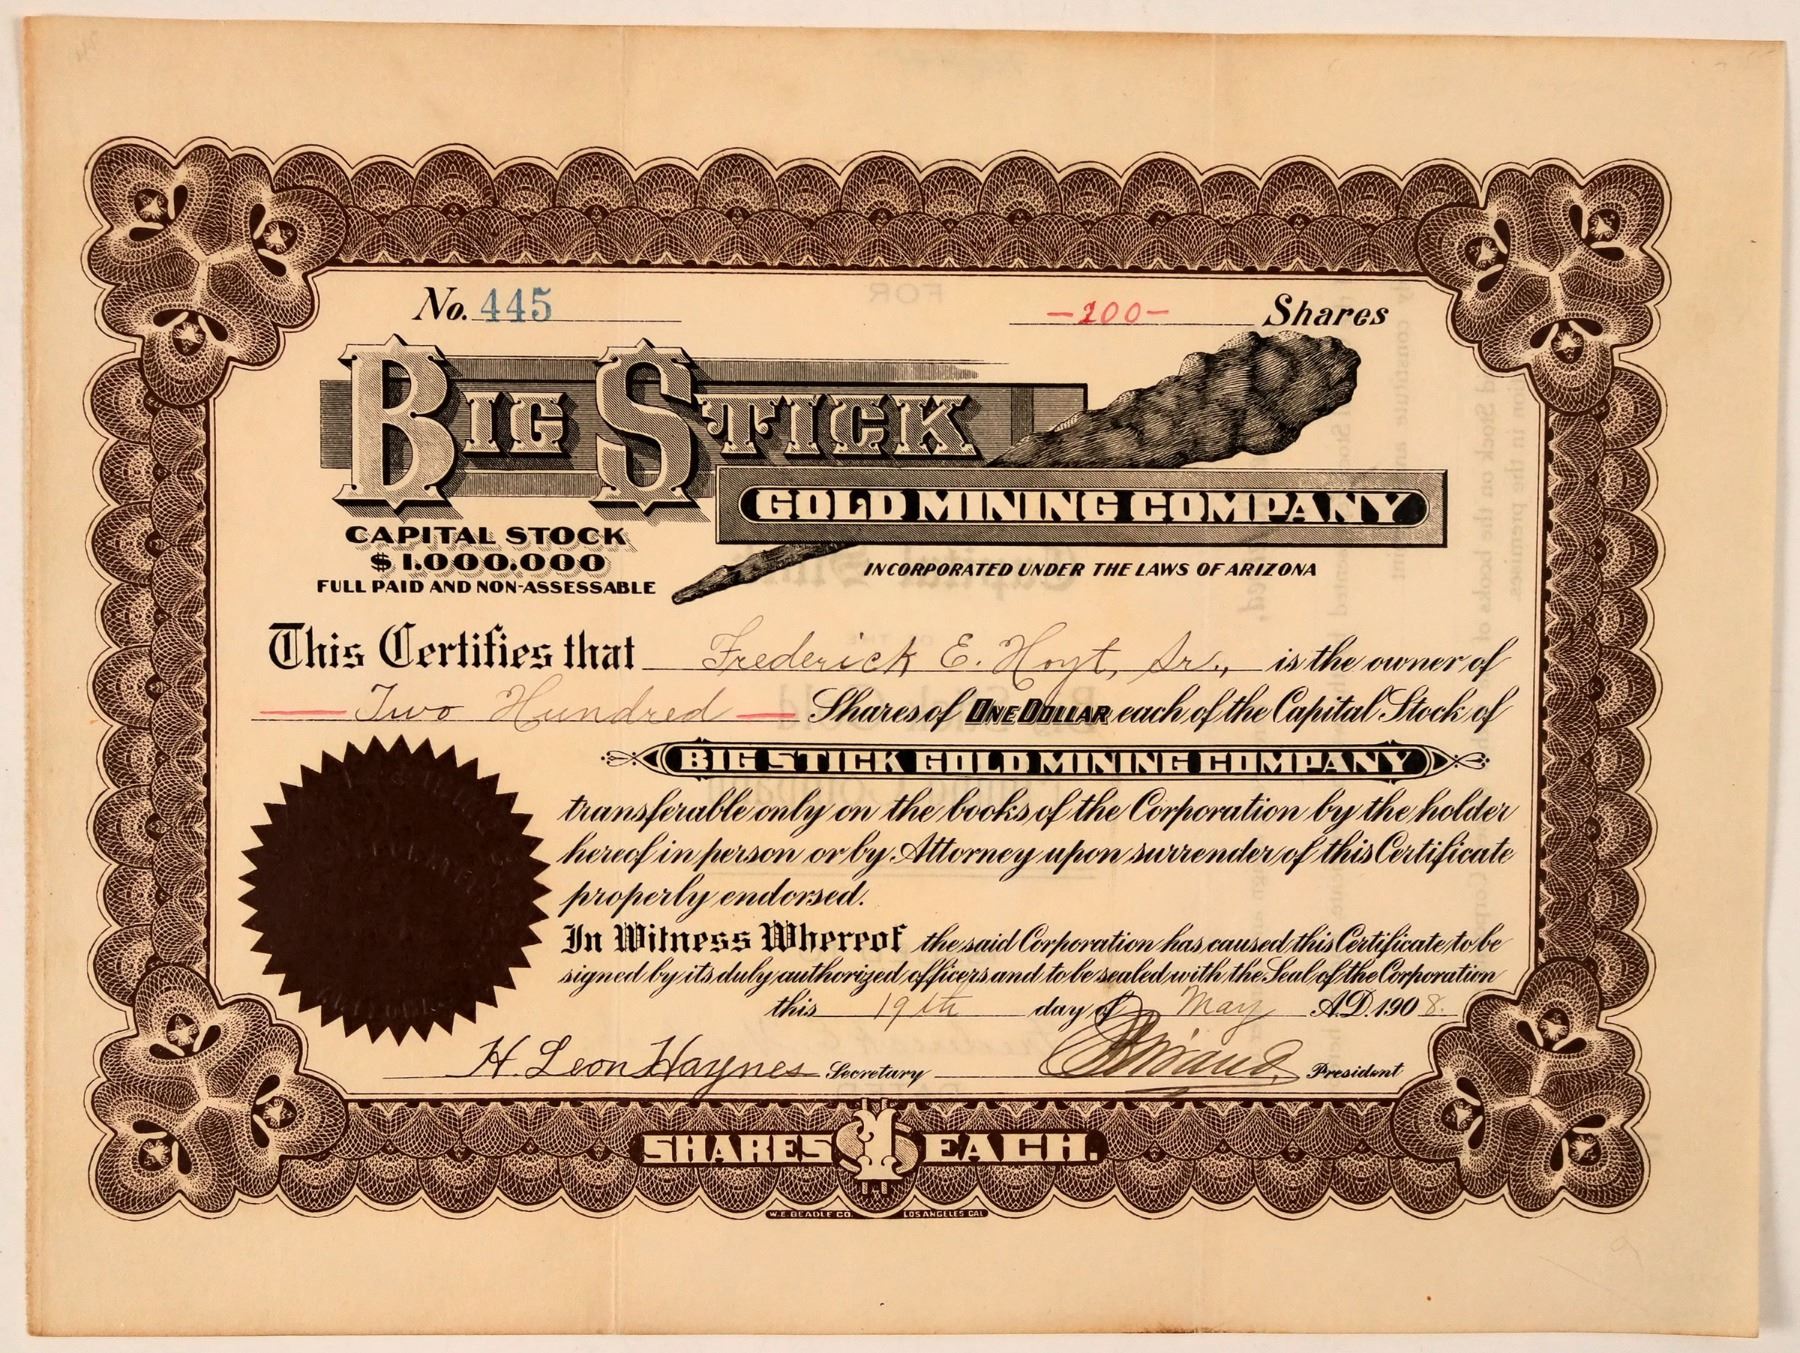 No. 445 -200- Shares
BIG STICK
GOLD MINING COMPANY
CAPITAL STOCK
$1.000.000
FULL PAID AND NON-ASSESSABLE
INCORPORATED UNDER THE LAWS OF ARIZONA
This Certifies that Frederick E. Hoyt, Sr., is the owner of
Two Hundred Shares of ONE DOLLAR each of the Capital Stock of
BIG STICK GOLD MINING COMPANY
transferable only on the books of the Corporation by the holder
hereof in person or by Attorney upon surrender of this Certificate
properly endorsed.
In Witness Whereof the said Corporation has caused this Certificate to be
signed by its duly authorized officers and to be sealed with the Seal of the Corporation
this 19th day of May A.D. 1908.
H. Leon Haynes Secretary President
SHARES $1 EACH.
W.E. BEADLE CO. LOS ANGELES CAL